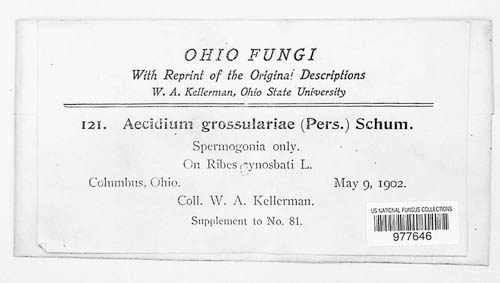 OHIO FUNGI
With Reprint of the Original Descriptions
W. A. Kellerman, Ohio State University
121. Aecidium grossulariae (Pers.) Schum.
Spermogonia only.
On Ribes cynosbati L.
Columbus, Ohio. May 9, 1902.
Coll. W. A. Kellerman.
Supplement to No. 81.
US NATIONAL FUNGUS COLLECTIONS
977646